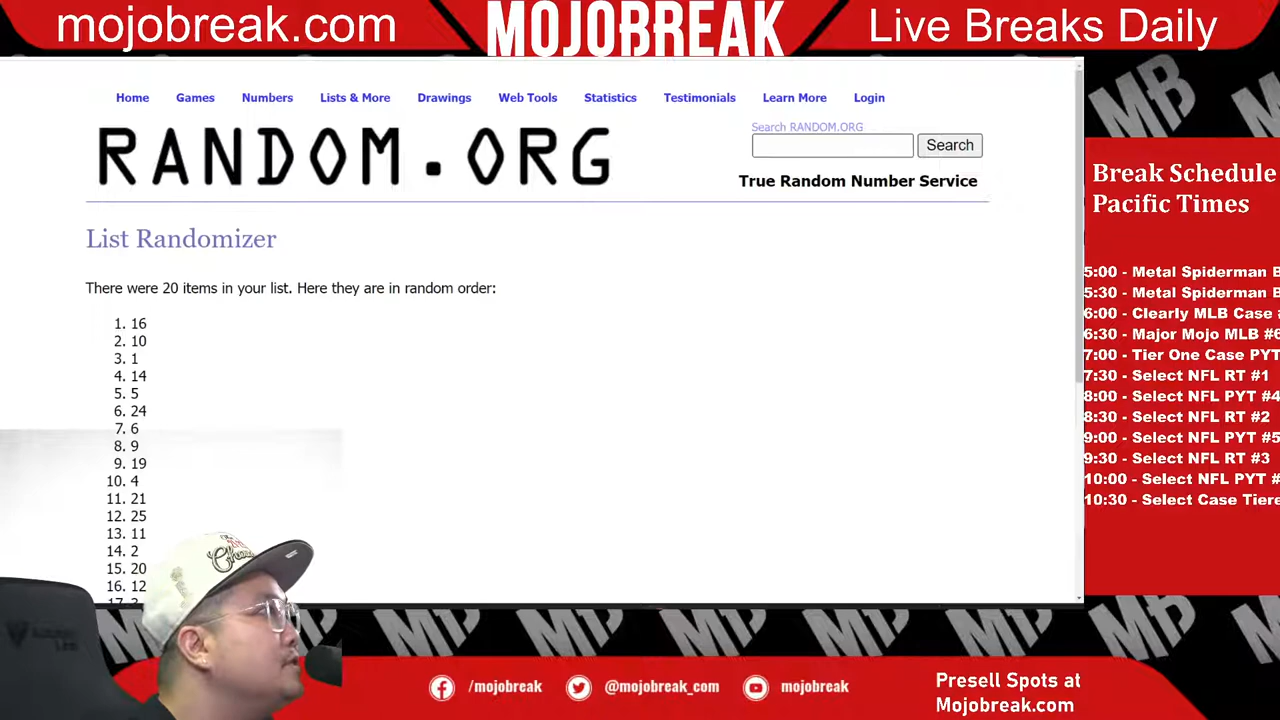 mojobreak.com
MOJOBREAK
Live Breaks Daily
Home Games Numbers Lists & More Drawings Web Tools Statistics Testimonials Learn More Login
RANDOM.ORG
Search RANDOM.ORG
Search
True Random Number Service
List Randomizer
There were 20 items in your list. Here they are in random order:
1. 16
2. 10
3. 1
4. 14
5. 5
6. 24
7. 6
8. 9
9. 19
10. 4
11. 21
12. 25
13. 11
14. 2
15. 20
16. 12
Break Schedule
Pacific Times
5:00 - Metal Spiderman B
5:30 - Metal Spiderman B
6:00 - Clearly MLB Case
6:30 - Major Mojo MLB #6
7:00 - Tier One Case PYT
7:30 - Select NFL RT #1
8:00 - Select NFL PYT #4
8:30 - Select NFL RT #2
9:00 - Select NFL PYT #5
9:30 - Select NFL RT #3
10:00 - Select NFL PYT #
10:30 - Select Case Tiere
MB
/mojobreak
@mojobreak_com
mojobreak
Presell Spots at
Mojobreak.com